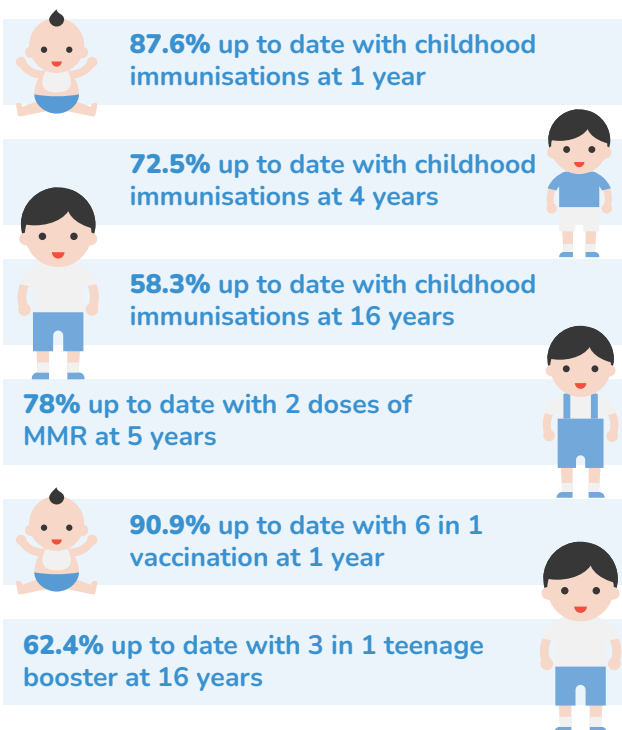 87.6% up to date with childhood
immunisations at 1 year
72.5% up to date with childhood
immunisations at 4 years
58.3% up to date with childhood
immunisations at 16 years
78% up to date with 2 doses of
MMR at 5 years
90.9% up to date with 6 in 1
vaccination at 1 year
62.4% up to date with 3 in 1 teenage
booster at 16 years